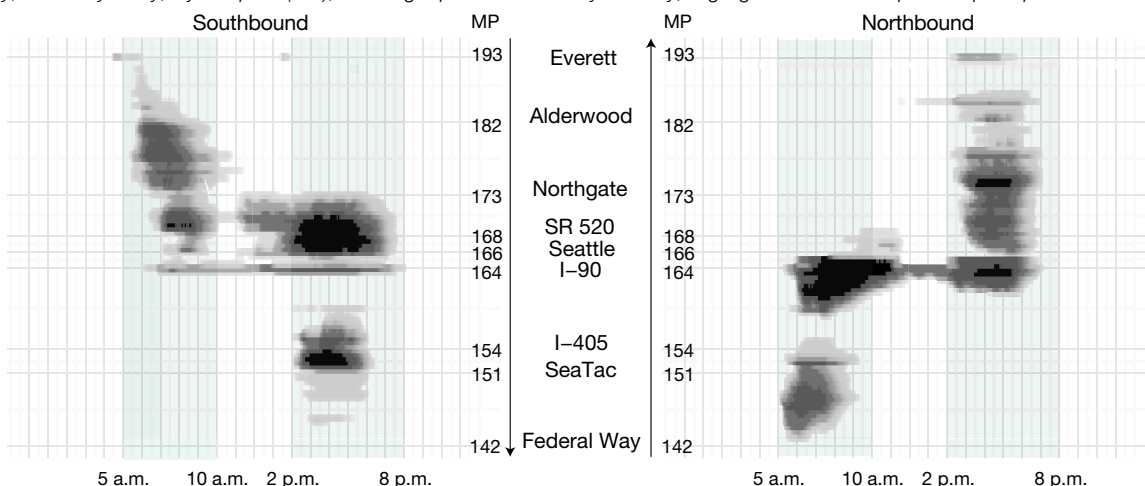 Southbound MP MP Northbound
193 Everett 193
182 Alderwood 182
173 Northgate 173
168 SR 520 168
166 Seattle 166
164 I–90 164
154 I–405 154
151 SeaTac 151
142 Federal Way 142
5 a.m. 10 a.m. 2 p.m. 8 p.m. 5 a.m. 10 a.m. 2 p.m. 8 p.m.